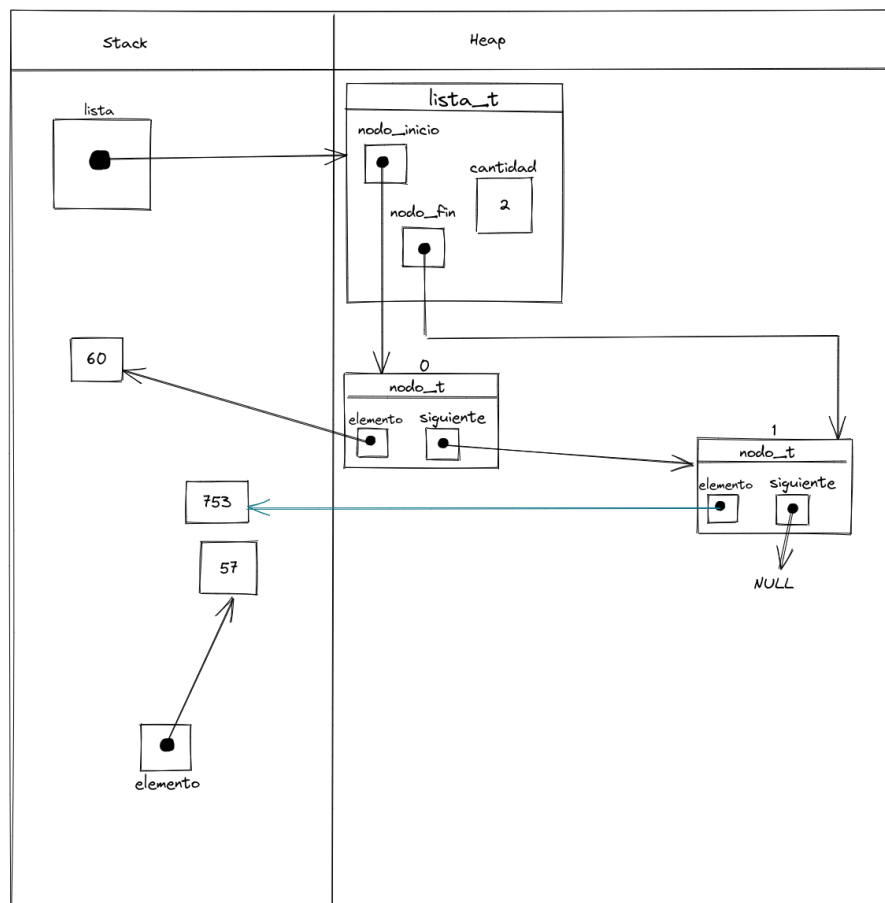 Stack
Heap
lista
lista_t
nodo_inicio
cantidad
2
nodo_fin
60
0
nodo_t
elemento
siguiente
1
nodo_t
elemento
siguiente
753
57
NULL
elemento